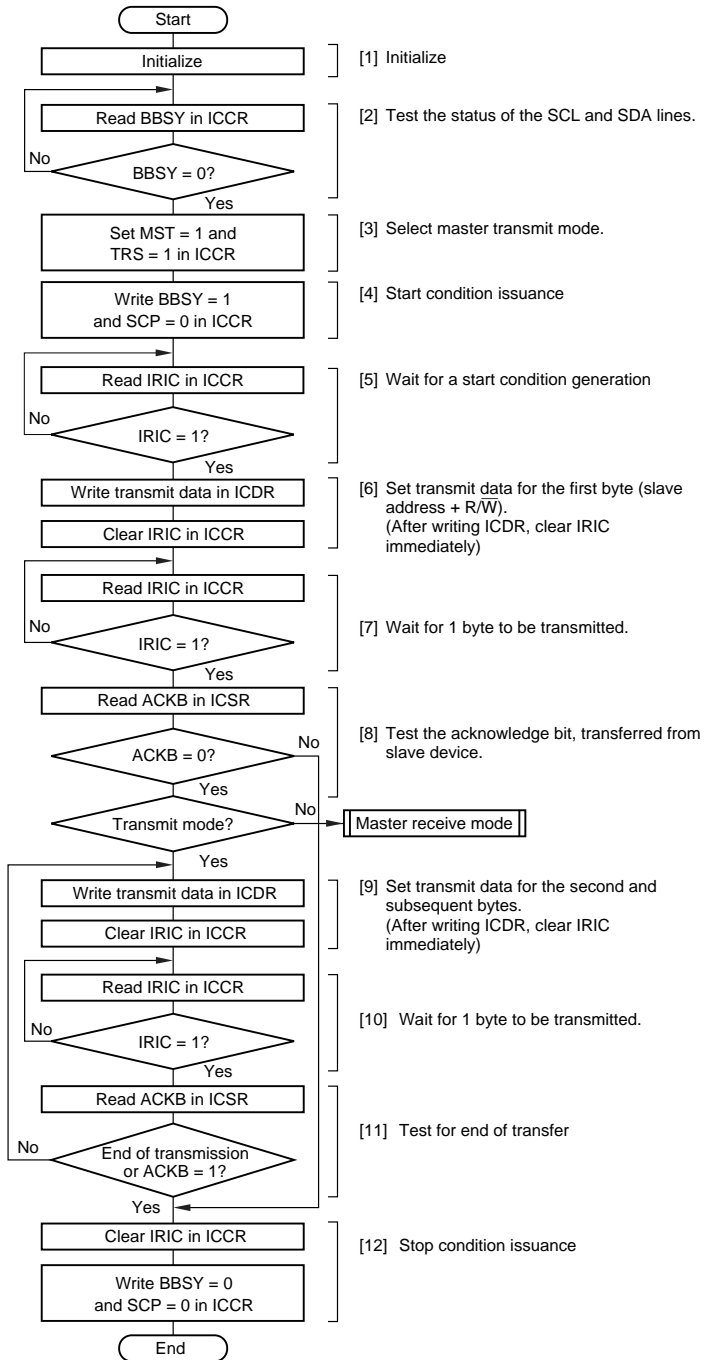 Start
Initialize
[1] Initialize
Read BBSY in ICCR
[2] Test the status of the SCL and SDA lines.
No
BBSY = 0?
Yes
Set MST = 1 and
TRS = 1 in ICCR
[3] Select master transmit mode.
Write BBSY = 1
and SCP = 0 in ICCR
[4] Start condition issuance
Read IRIC in ICCR
[5] Wait for a start condition generation
No
IRIC = 1?
Yes
Write transmit data in ICDR
Clear IRIC in ICCR
[6] Set transmit data for the first byte (slave
address + R/W̅).
(After writing ICDR, clear IRIC
immediately)
Read IRIC in ICCR
No
IRIC = 1?
[7] Wait for 1 byte to be transmitted.
Yes
Read ACKB in ICSR
[8] Test the acknowledge bit, transferred from
slave device.
ACKB = 0?
No
Yes
Transmit mode?
No
Master receive mode
Yes
Write transmit data in ICDR
Clear IRIC in ICCR
[9] Set transmit data for the second and
subsequent bytes.
(After writing ICDR, clear IRIC
immediately)
Read IRIC in ICCR
[10] Wait for 1 byte to be transmitted.
No
IRIC = 1?
Yes
Read ACKB in ICSR
[11] Test for end of transfer
No
End of transmission
or ACKB = 1?
Yes
Clear IRIC in ICCR
[12] Stop condition issuance
Write BBSY = 0
and SCP = 0 in ICCR
End